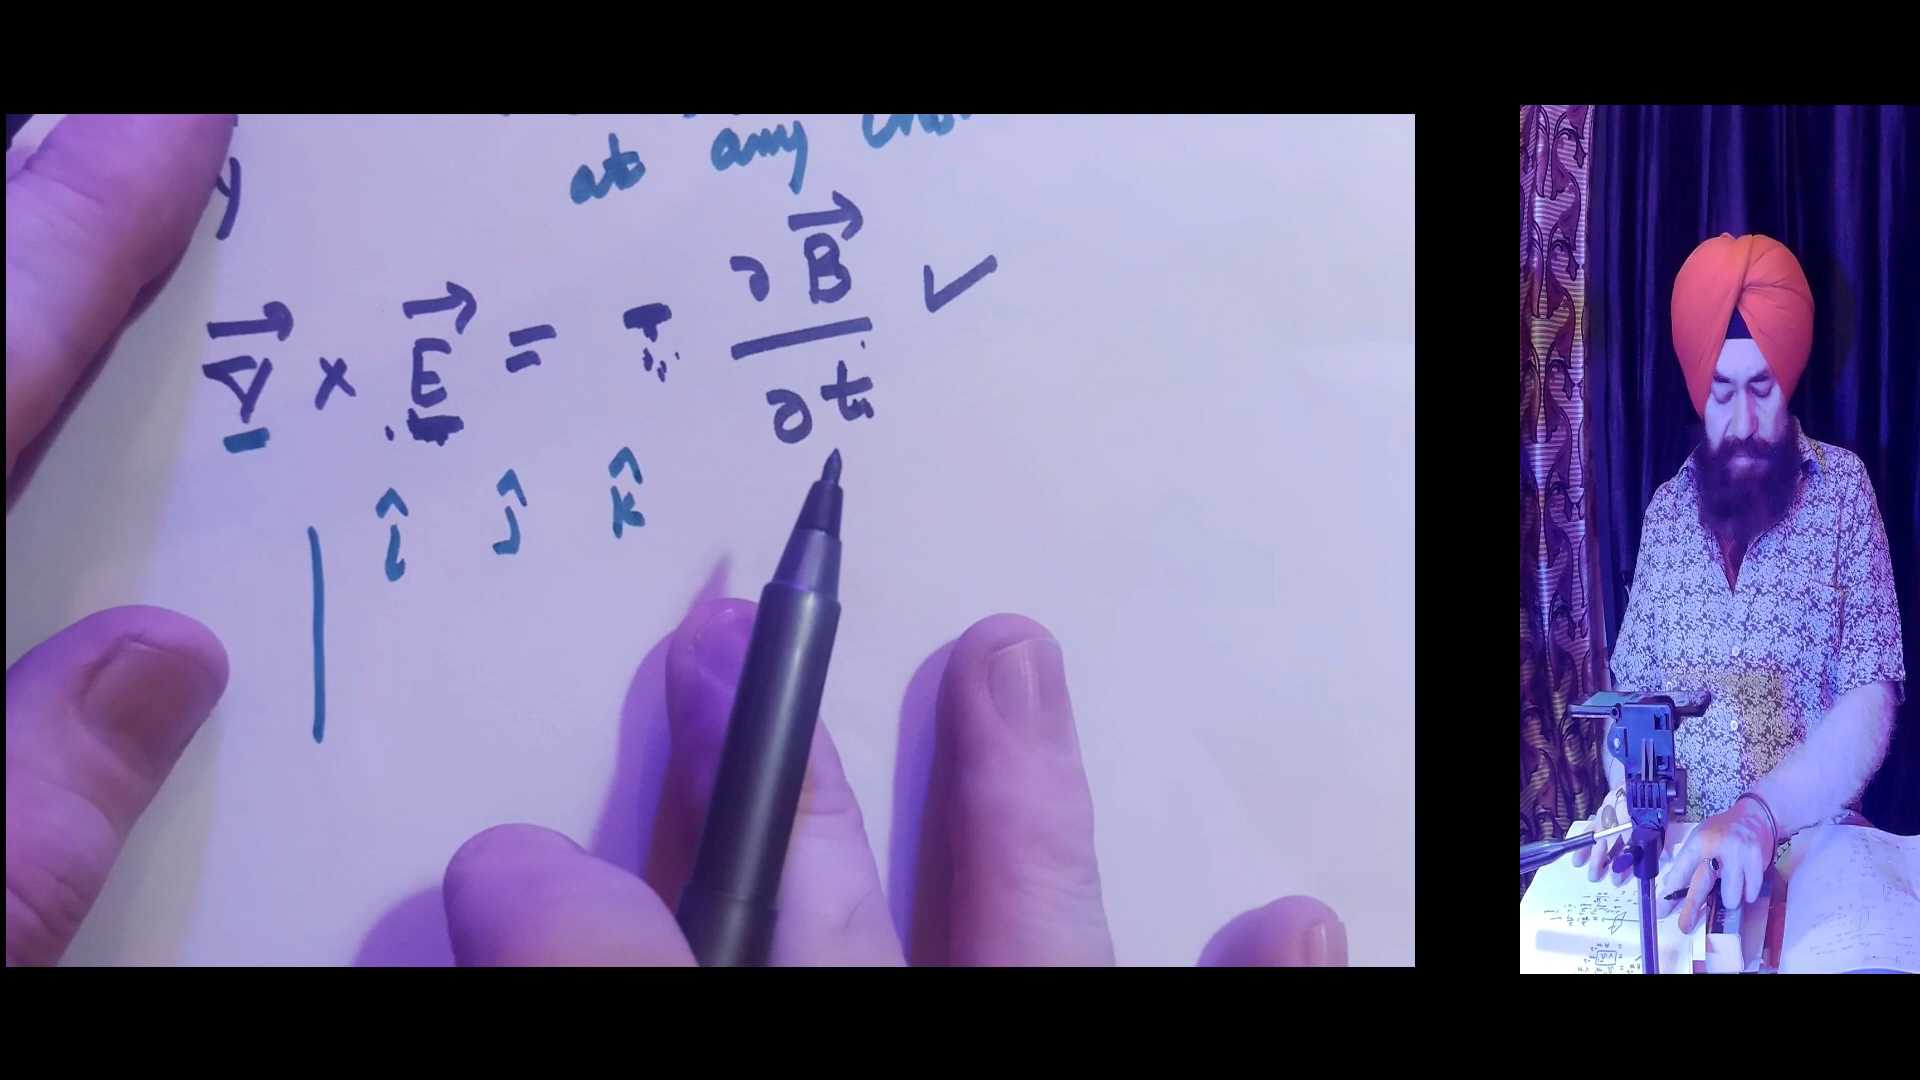 at any
y
∇⃗ × E⃗ = - ∂B⃗ / ∂t ✓
| î ĵ k̂